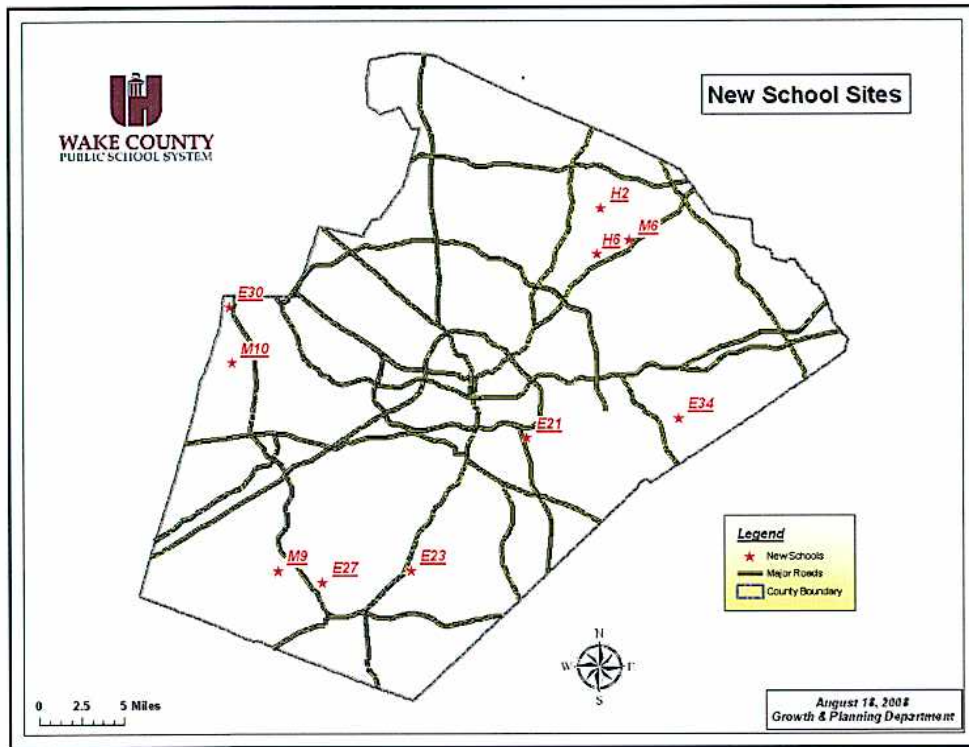 WAKE COUNTY
PUBLIC SCHOOL SYSTEM
New School Sites
H2
M6
H6
E30
M10
E34
E21
M9
E27
E23
Legend
New Schools
Major Roads
County Boundary
N
W E
S
0 2.5 5 Miles
August 18, 2008
Growth & Planning Department